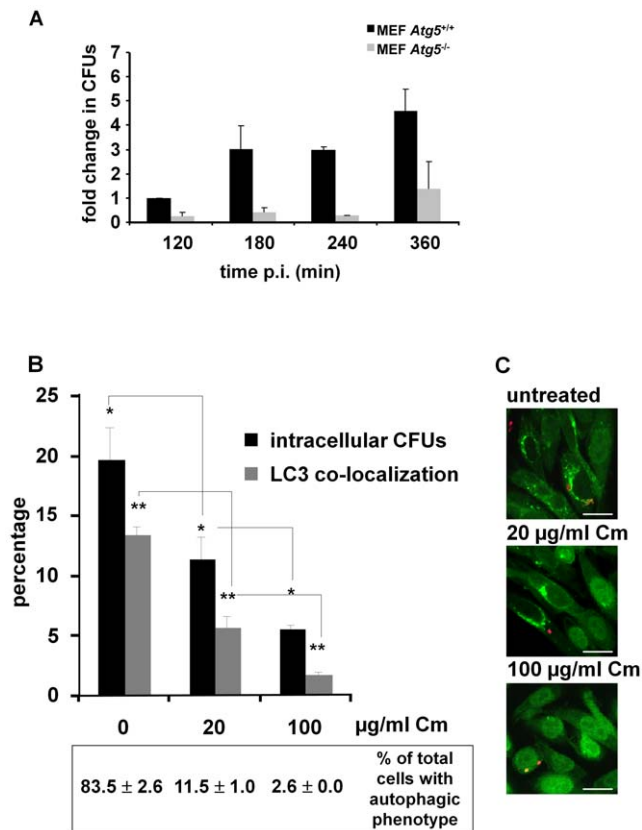 A
MEF Atg5+/+
MEF Atg5-/-
fold change in CFUs
7
6
5
4
3
2
1
0
120 180 240 360
time p.i. (min)
B
percentage
25
20
15
10
5
0
* ** * ** * **
intracellular CFUs
LC3 co-localization
0 20 100 µg/ml Cm
83.5 ± 2.6 11.5 ± 1.0 2.6 ± 0.0
% of total
cells with
autophagic
phenotype
C
untreated
20 µg/ml Cm
100 µg/ml Cm